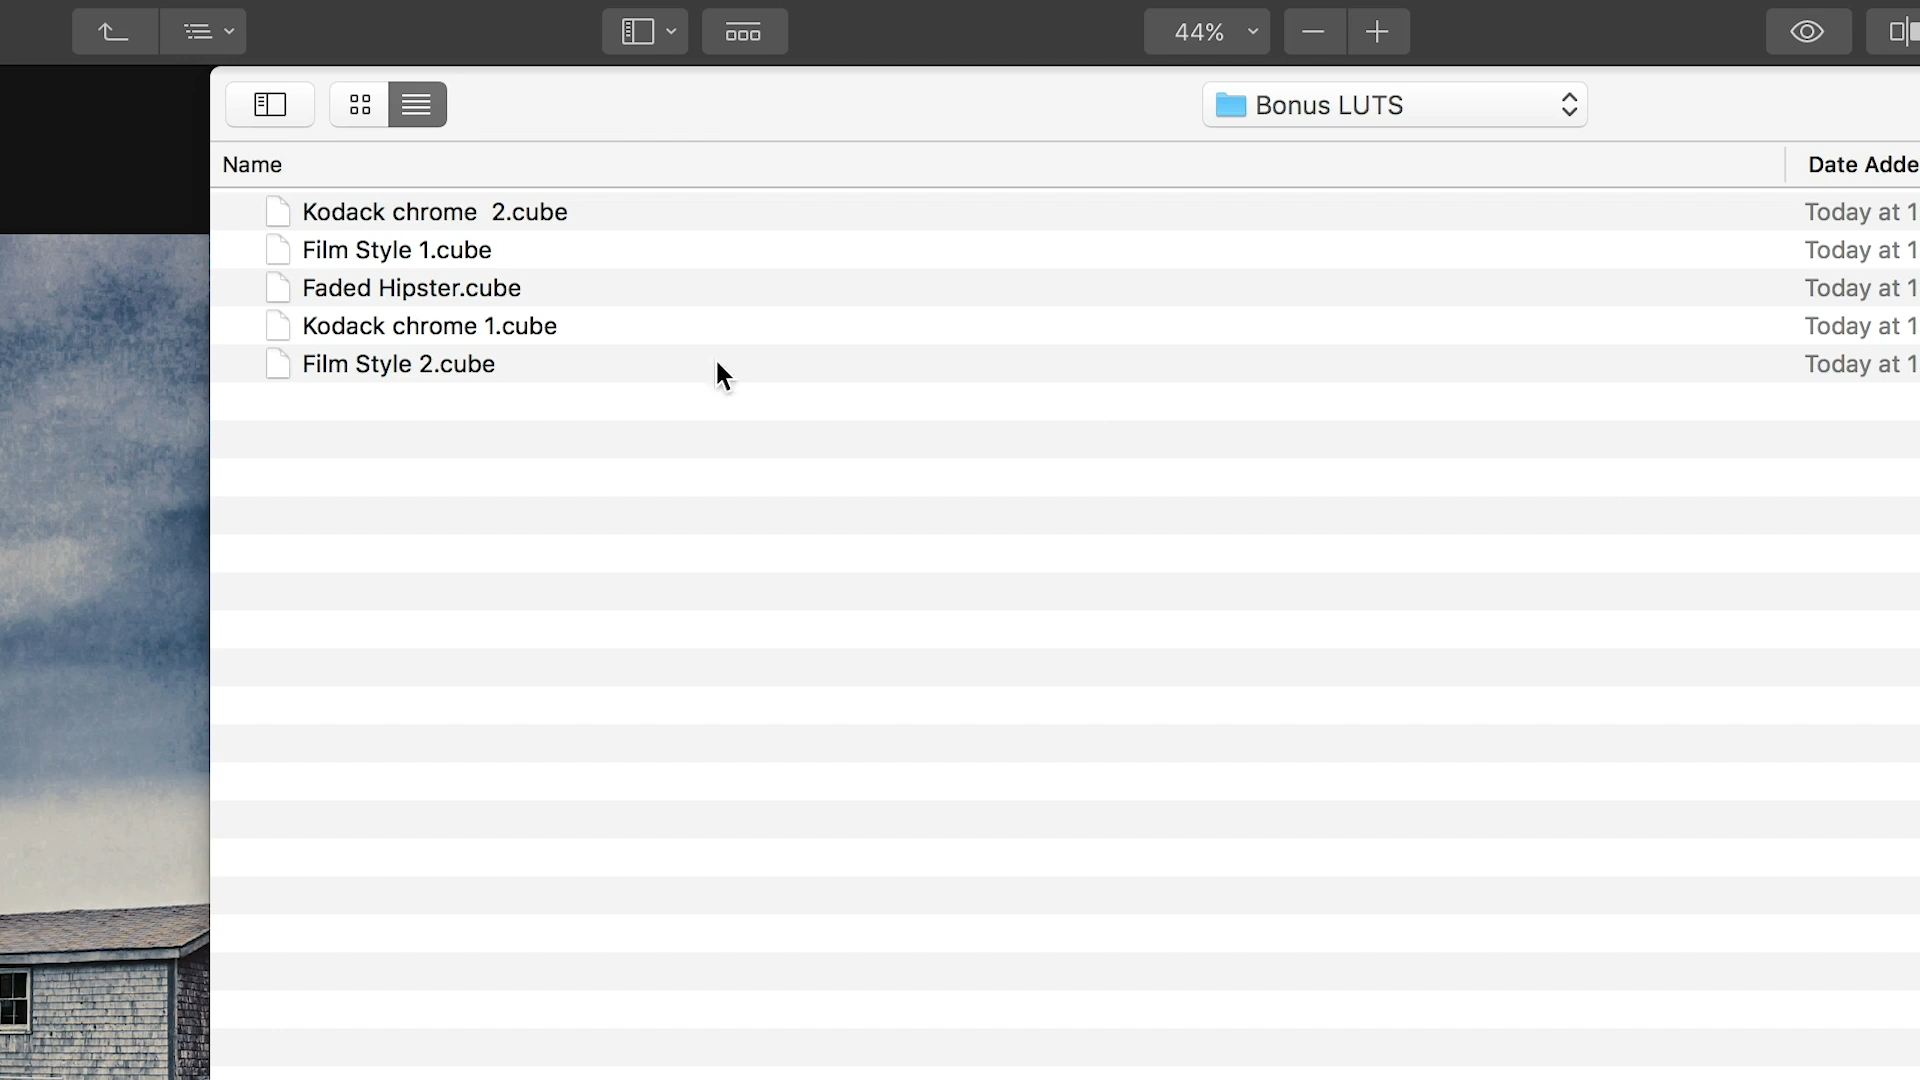 44%
Bonus LUTS
Name Date Adde
Kodack chrome  2.cube Today at 1
Film Style 1.cube Today at 1
Faded Hipster.cube Today at 1
Kodack chrome 1.cube Today at 1
Film Style 2.cube Today at 1